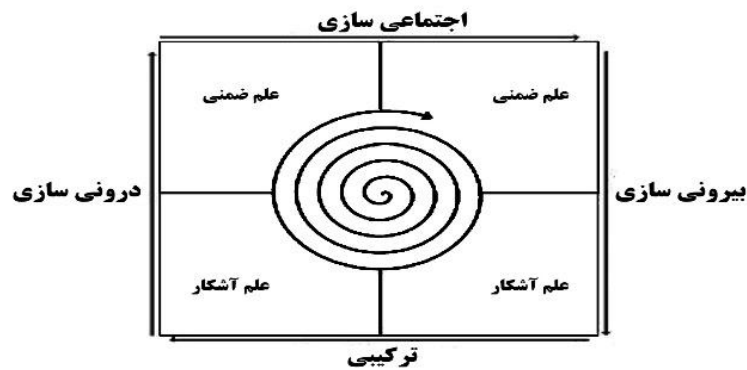 اجتماعی سازی
علم ضمنی
علم ضمنی
بیرونی سازی
درونی سازی
علم آشکار
علم آشکار
ترکیبی